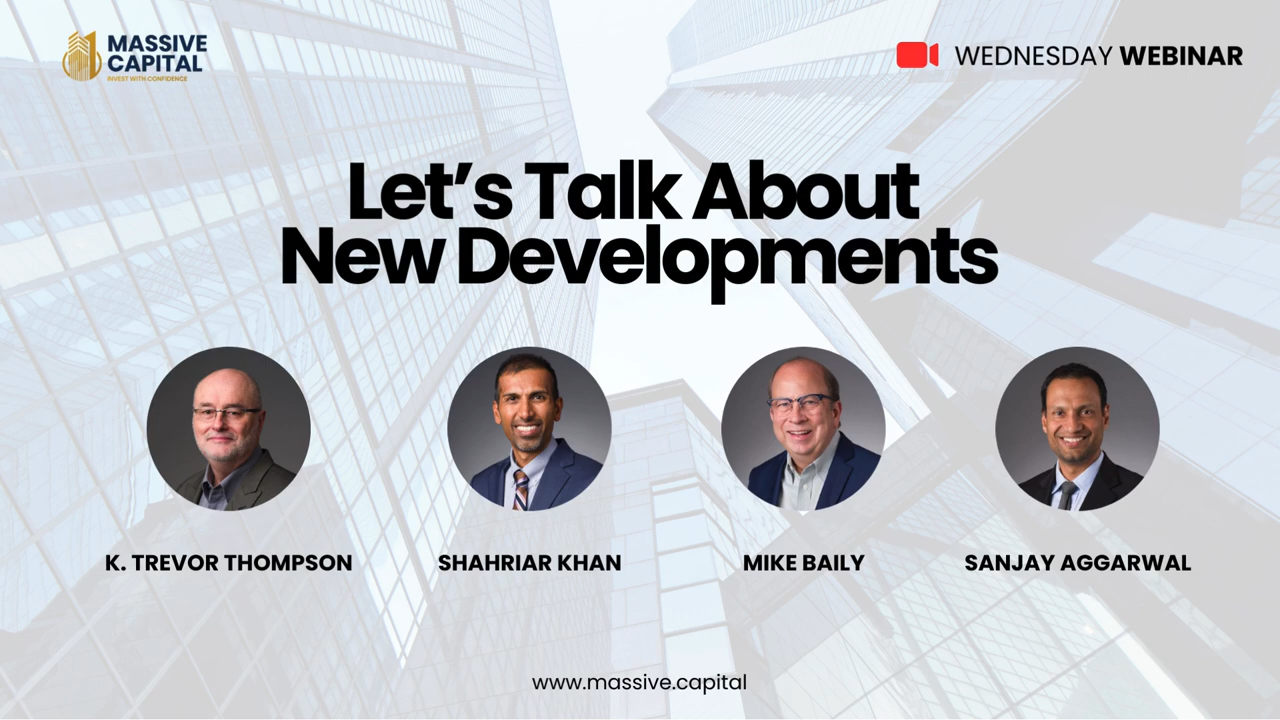 MASSIVE
CAPITAL
INVEST WITH CONFIDENCE
WEDNESDAY WEBINAR
Let’s Talk About
New Developments
K. TREVOR THOMPSON
SHAHRIAR KHAN
MIKE BAILY
SANJAY AGGARWAL
www.massive.capital